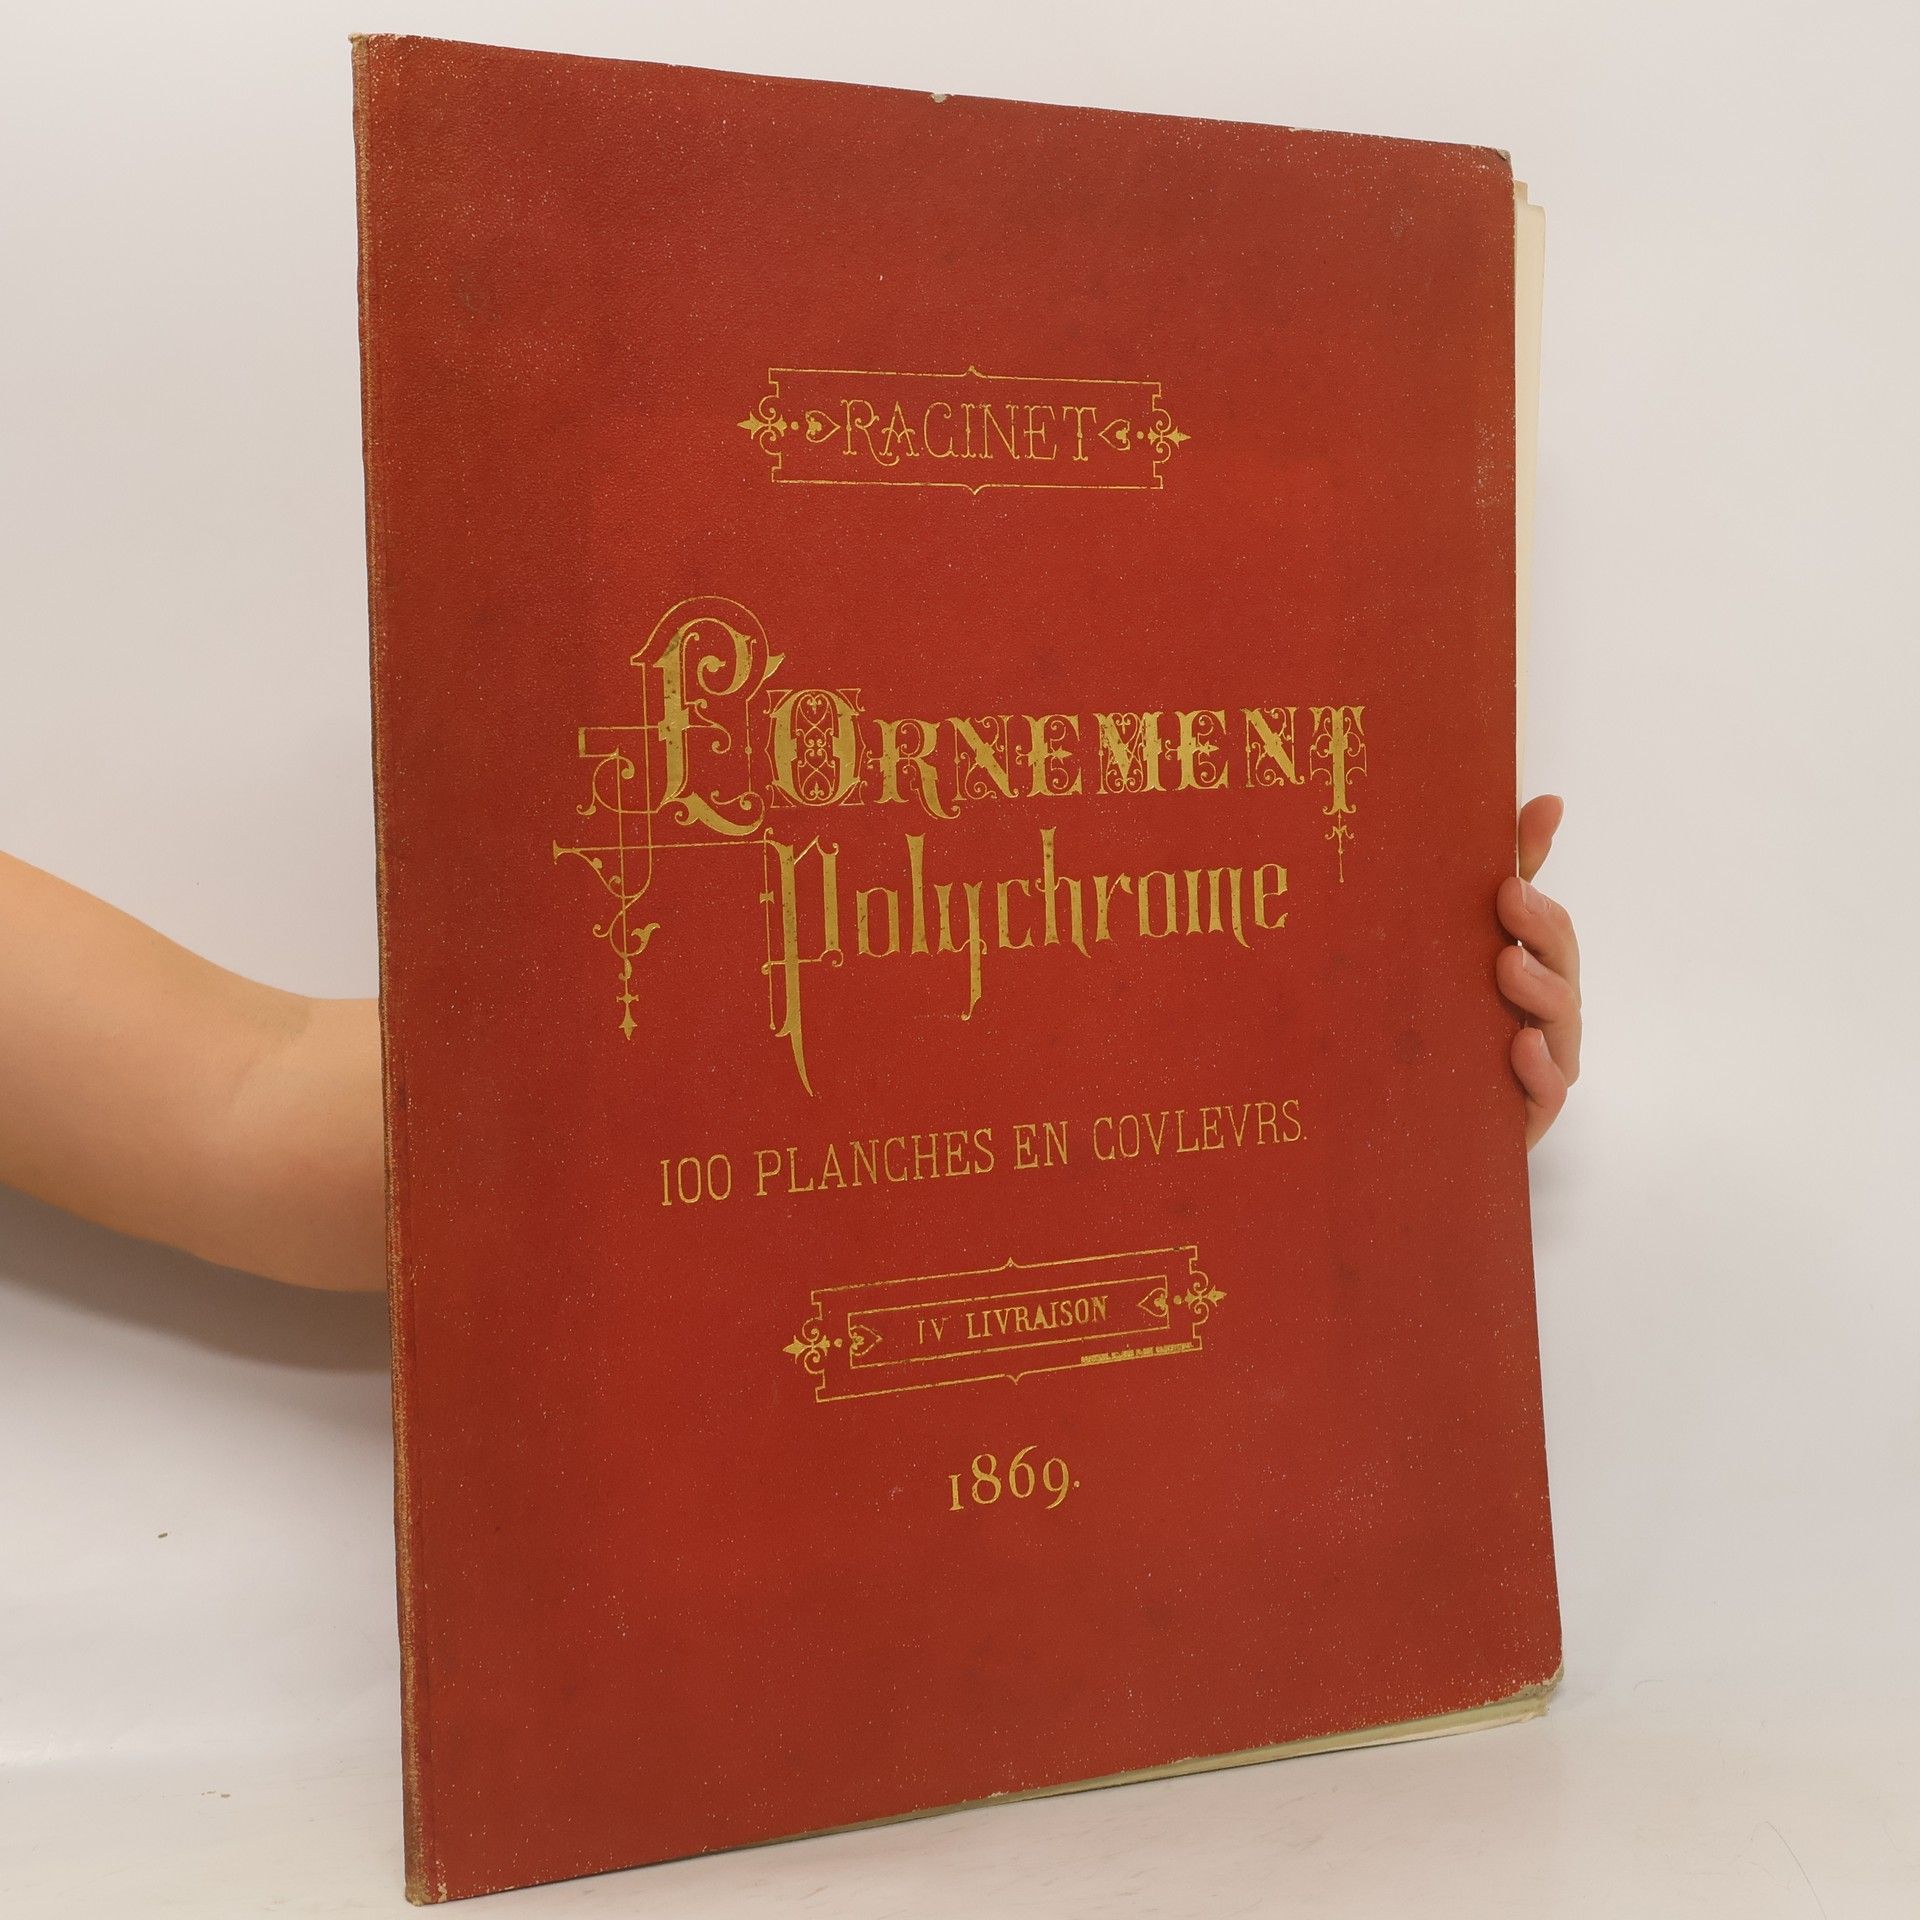 RACINET
L'ORNEMENT
Polychrome
100 PLANCHES EN COVLEVRS.
IV LIVRAISON
1869.